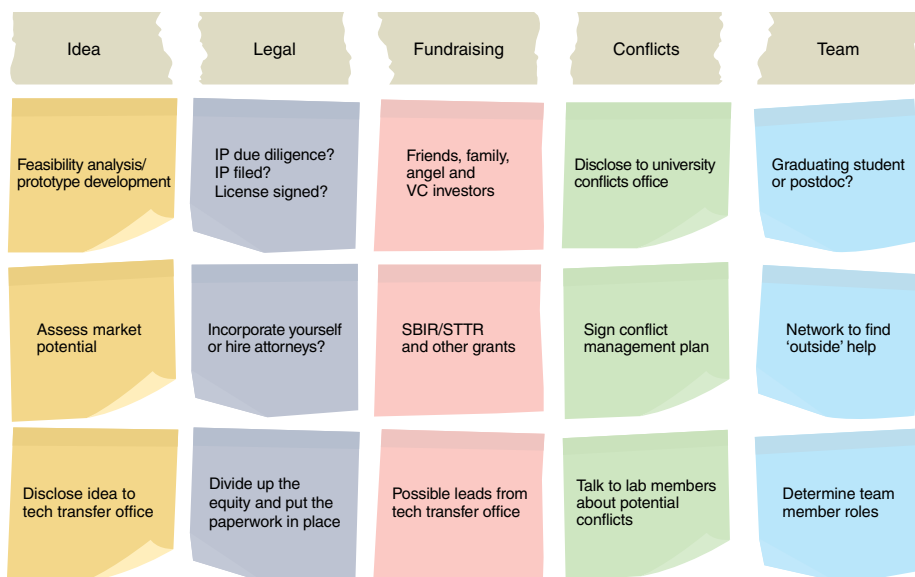 Idea
Legal
Fundraising
Conflicts
Team
Feasibility analysis/
prototype development
IP due diligence?
IP filed?
License signed?
Friends, family,
angel and
VC investors
Disclose to university
conflicts office
Graduating student
or postdoc?
Assess market
potential
Incorporate yourself
or hire attorneys?
SBIR/STTR
and other grants
Sign conflict
management plan
Network to find
‘outside’ help
Disclose idea to
tech transfer office
Divide up the
equity and put the
paperwork in place
Possible leads from
tech transfer office
Talk to lab members
about potential
conflicts
Determine team
member roles